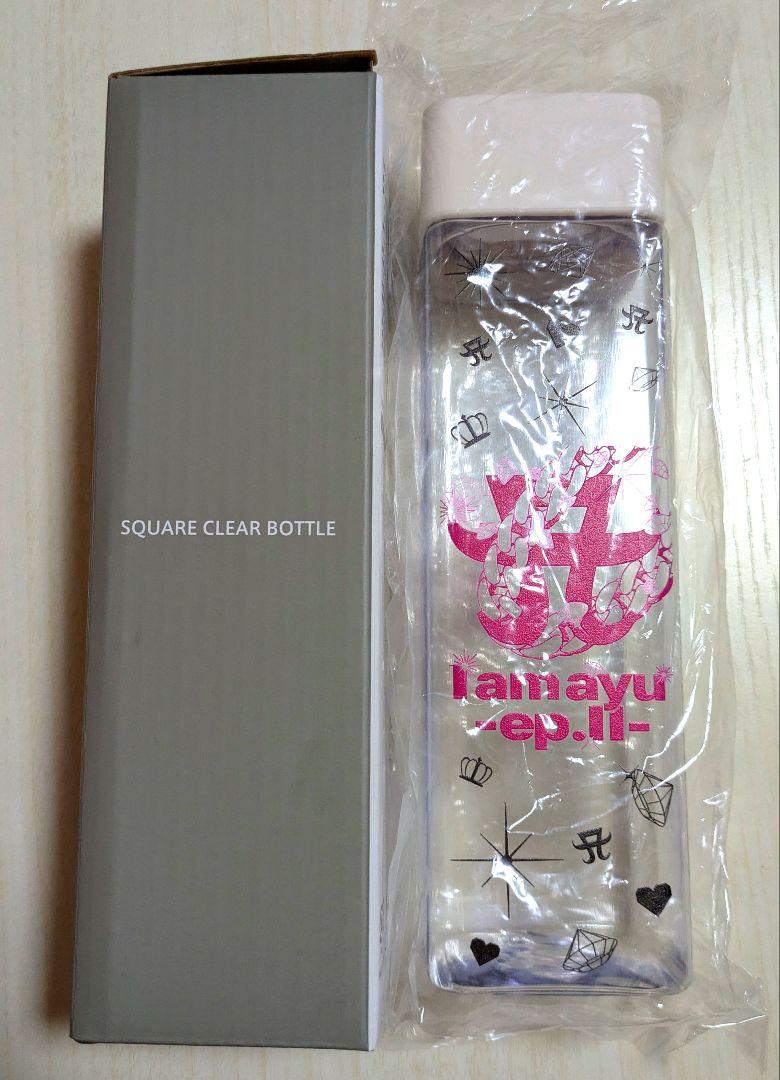 SQUARE CLEAR BOTTLE
I am ayu
-ep.II-